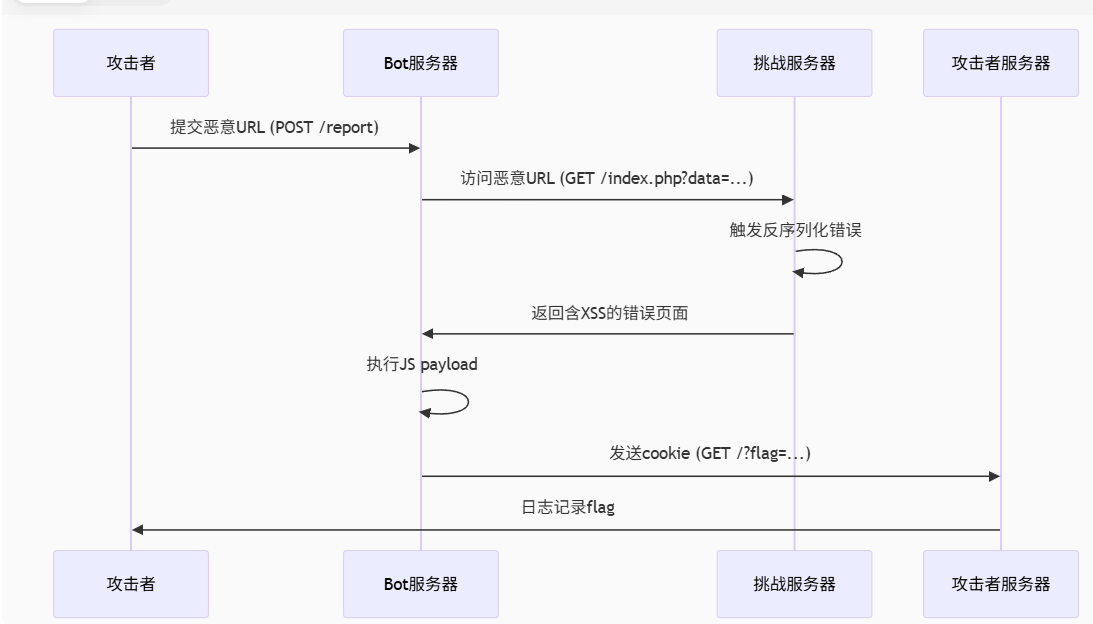 攻击者
Bot服务器
挑战服务器
攻击者服务器
提交恶意URL (POST /report)
访问恶意URL (GET /index.php?data=...)
触发反序列化错误
返回含XSS的错误页面
执行JS payload
发送cookie (GET /?flag=...)
日志记录flag
攻击者
Bot服务器
挑战服务器
攻击者服务器